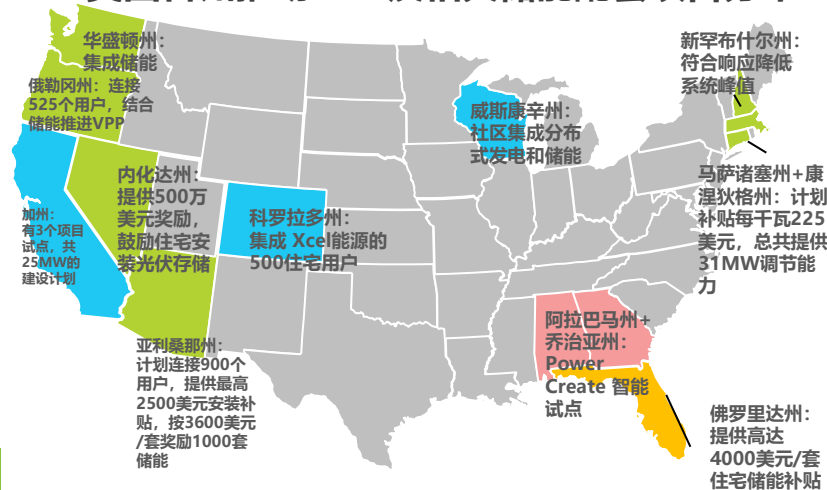 华盛顿州：
集成储能
俄勒冈州：连接
525个用户，结合
储能推进VPP
加州：
有3个项目
试点，共
25MW的
建设计划
内化达州：
提供500万
美元奖励，
鼓励住宅安
装光伏存储
科罗拉多州：
集成 Xcel能源的
500住宅用户
威斯康辛州：
社区集成分布
式发电和储能
新罕布什尔州：
符合响应降低
系统峰值
马萨诸塞州+康
涅狄格州：计划
补贴每千瓦225
美元，总共提供
31MW调节能
力
亚利桑那州：
计划连接900个
用户，提供最高
2500美元安装补
贴，按3600美元
/套奖励1000套
储能
阿拉巴马州+
乔治亚州：
Power
Create 智能
试点
佛罗里达州：
提供高达
4000美元/套
住宅储能补贴